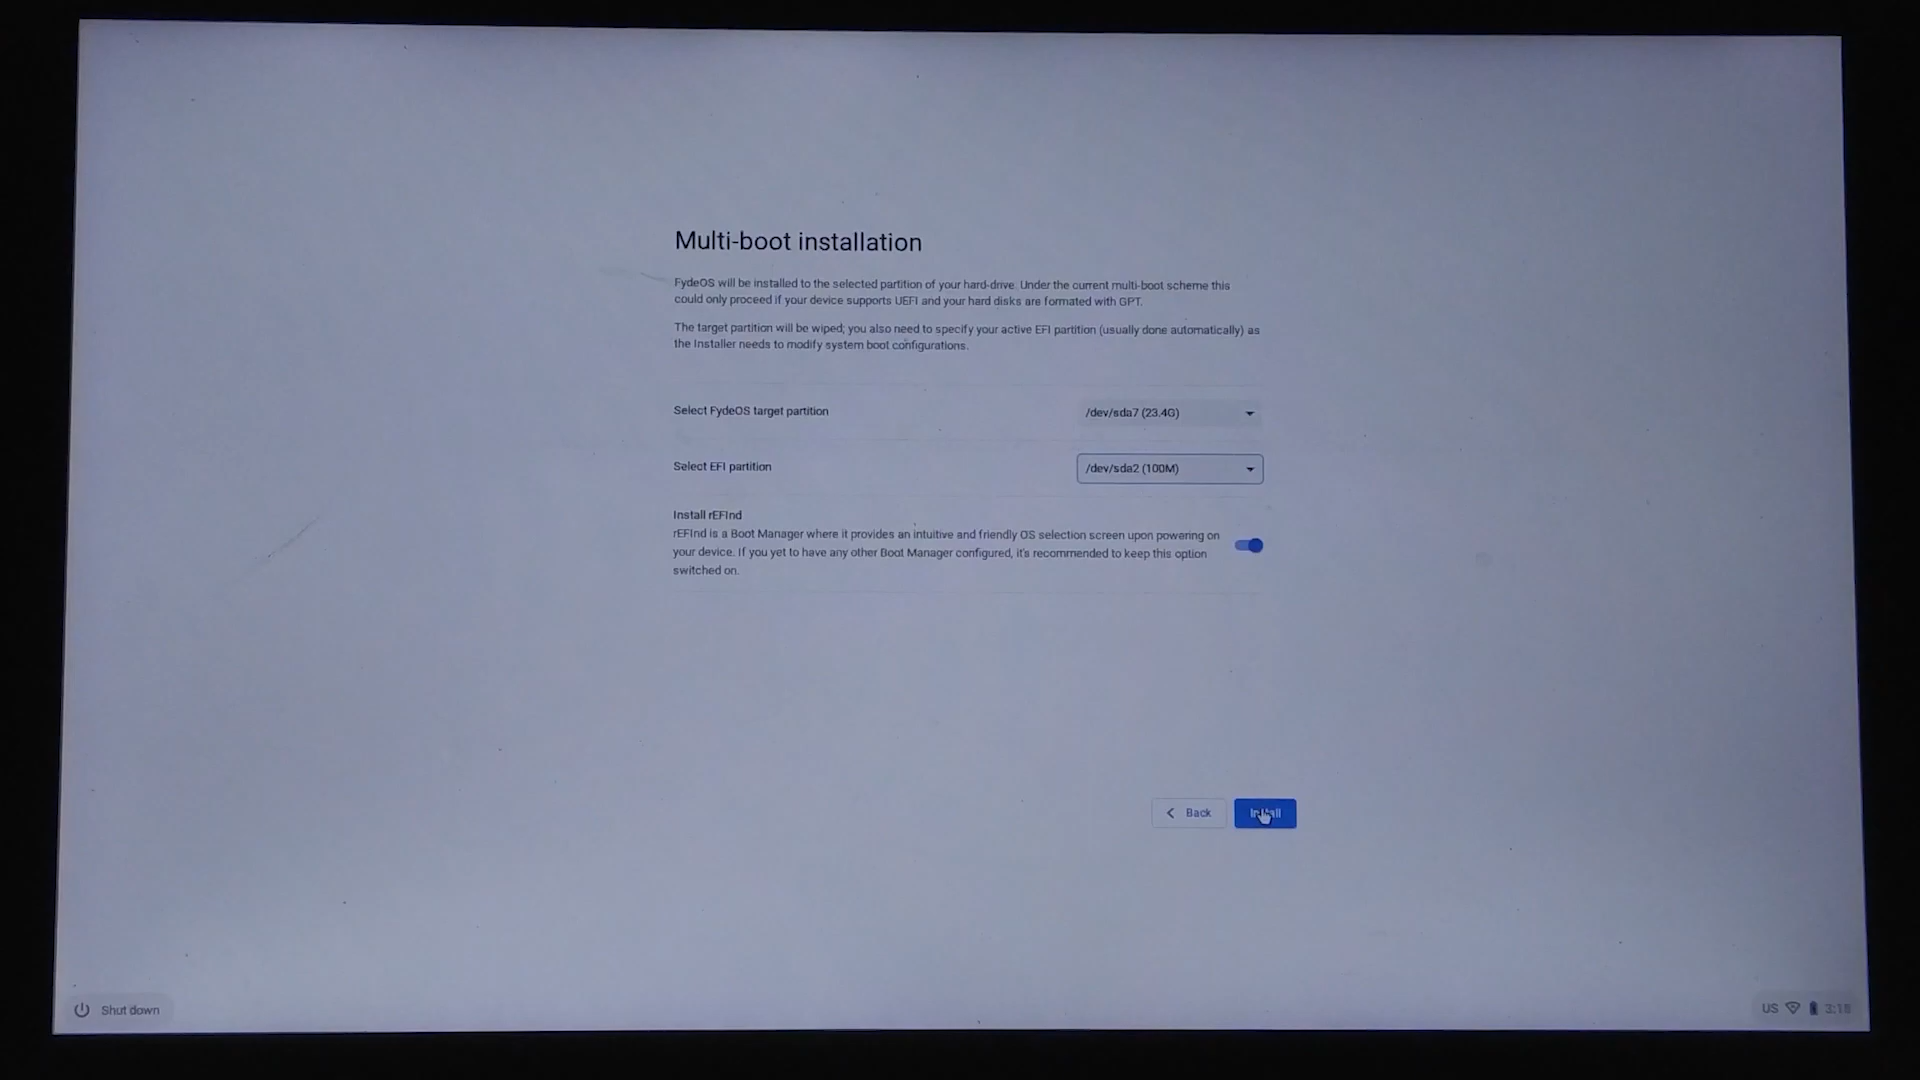 Multi-boot installation
FydeOS will be installed to the selected partition of your hard-drive. Under the current multi-boot scheme this
could only proceed if your device supports UEFI and your hard disks are formated with GPT.
The target partition will be wiped; you also need to specify your active EFI partition (usually done automatically) as
the Installer needs to modify system boot configurations.
Select FydeOS target partition
/dev/sda7 (23.4G)
Select EFI partition
/dev/sda2 (100M)
Install rEFInd
rEFInd is a Boot Manager where it provides an intuitive and friendly OS selection screen upon powering on
your device. If you yet to have any other Boot Manager configured, it's recommended to keep this option
switched on.
Back
Install
Shut down
US